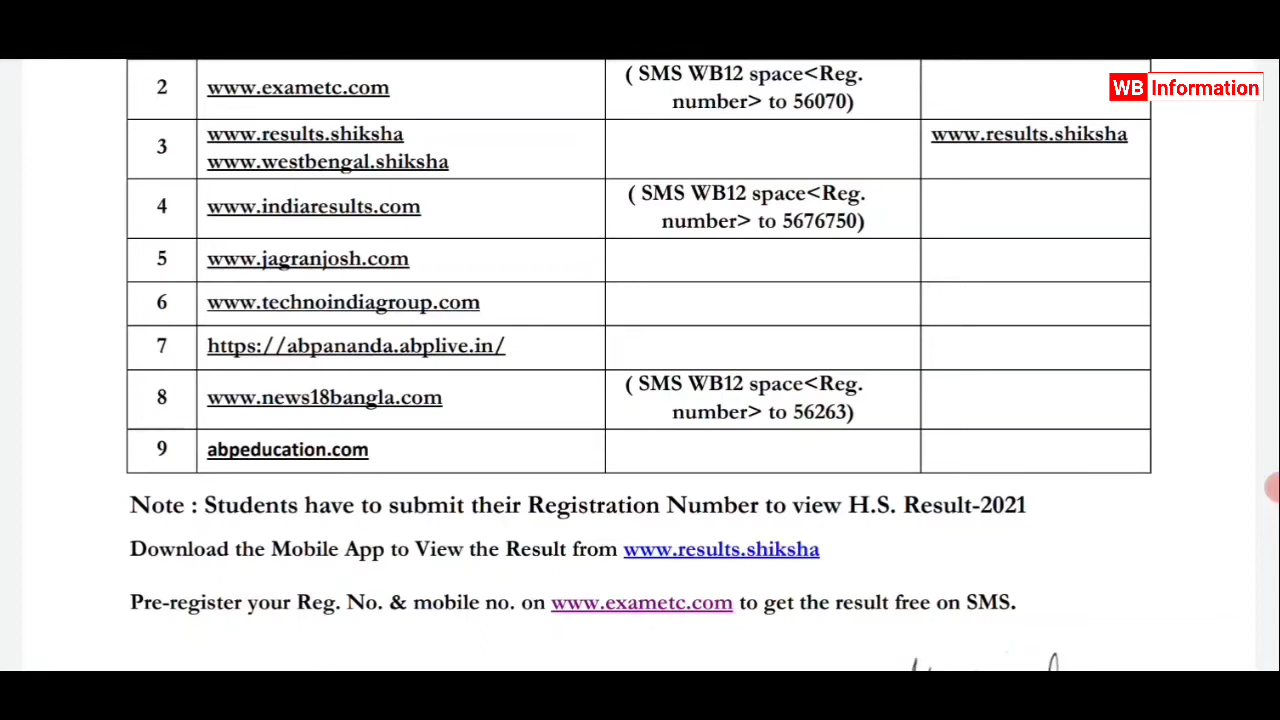 WB Information
2 www.exametc.com ( SMS WB12 space<Reg. number> to 56070)
3 www.results.shiksha www.results.shiksha
www.westbengal.shiksha
4 www.indiaresults.com ( SMS WB12 space<Reg. number> to 5676750)
5 www.jagranjosh.com
6 www.technoindiagroup.com
7 https://abpananda.abplive.in/
8 www.news18bangla.com ( SMS WB12 space<Reg. number> to 56263)
9 abpeducation.com
Note : Students have to submit their Registration Number to view H.S. Result-2021
Download the Mobile App to View the Result from www.results.shiksha
Pre-register your Reg. No. & mobile no. on www.exametc.com to get the result free on SMS.